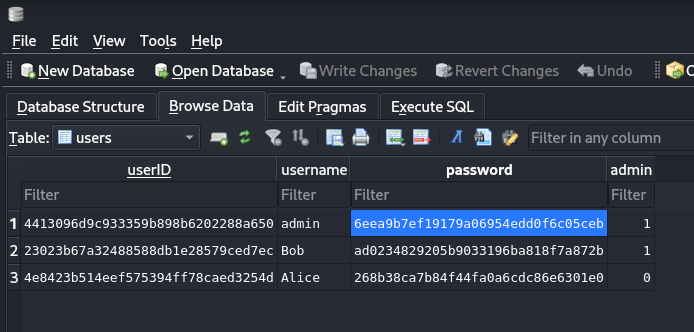 File Edit View Tools Help
New Database Open Database Write Changes Revert Changes Undo
Database Structure Browse Data Edit Pragmas Execute SQL
Table: users Filter in any column
userID username password admin
Filter Filter Filter Filter
1 4413096d9c933359b898b6202288a650 admin 6eea9b7ef19179a06954edd0f6c05ceb 1
2 23023b67a32488588db1e28579ced7ec Bob ad0234829205b9033196ba818f7a872b 1
3 4e8423b514eef575394ff78caed3254d Alice 268b38ca7b84f44fa0a6cdc86e6301e0 0